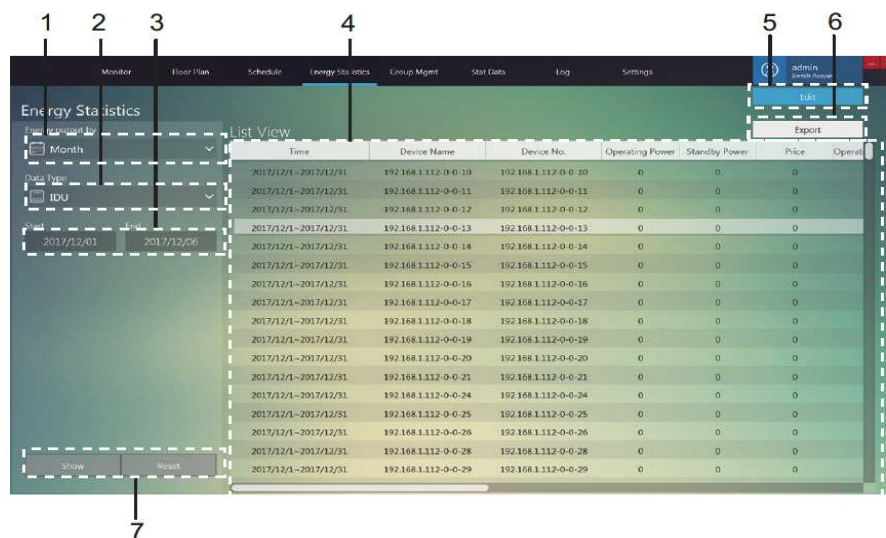 1 2 3 4 5 6
Monitor Floor Plan Schedule Energy Statistics Group Mgmt Stat Data Log Settings admin
Switch Account
Edit
Energy Statistics
Energy output by
Export
List View
Month
Time Device Name Device No. Operating Power Standby Power Price Operati
Data Type
2017/12/1~2017/12/31 192.168.1.112-0-0-10 192.168.1.112-0-0-10 0 0 0
2017/12/1~2017/12/31 192.168.1.112-0-0-11 192.168.1.112-0-0-11 0 0 0
IDU
2017/12/1~2017/12/31 192.168.1.112-0-0-12 192.168.1.112-0-0-12 0 0 0
Start End
2017/12/1~2017/12/31 192.168.1.112-0-0-13 192.168.1.112-0-0-13 0 0 0
2017/12/01 2017/12/06
2017/12/1~2017/12/31 192.168.1.112-0-0-14 192.168.1.112-0-0-14 0 0 0
2017/12/1~2017/12/31 192.168.1.112-0-0-15 192.168.1.112-0-0-15 0 0 0
2017/12/1~2017/12/31 192.168.1.112-0-0-16 192.168.1.112-0-0-16 0 0 0
2017/12/1~2017/12/31 192.168.1.112-0-0-17 192.168.1.112-0-0-17 0 0 0
2017/12/1~2017/12/31 192.168.1.112-0-0-18 192.168.1.112-0-0-18 0 0 0
2017/12/1~2017/12/31 192.168.1.112-0-0-19 192.168.1.112-0-0-19 0 0 0
2017/12/1~2017/12/31 192.168.1.112-0-0-20 192.168.1.112-0-0-20 0 0 0
2017/12/1~2017/12/31 192.168.1.112-0-0-21 192.168.1.112-0-0-21 0 0 0
2017/12/1~2017/12/31 192.168.1.112-0-0-24 192.168.1.112-0-0-24 0 0 0
2017/12/1~2017/12/31 192.168.1.112-0-0-25 192.168.1.112-0-0-25 0 0 0
2017/12/1~2017/12/31 192.168.1.112-0-0-26 192.168.1.112-0-0-26 0 0 0
2017/12/1~2017/12/31 192.168.1.112-0-0-28 192.168.1.112-0-0-28 0 0 0
2017/12/1~2017/12/31 192.168.1.112-0-0-29 192.168.1.112-0-0-29 0 0 0
Show Reset
7